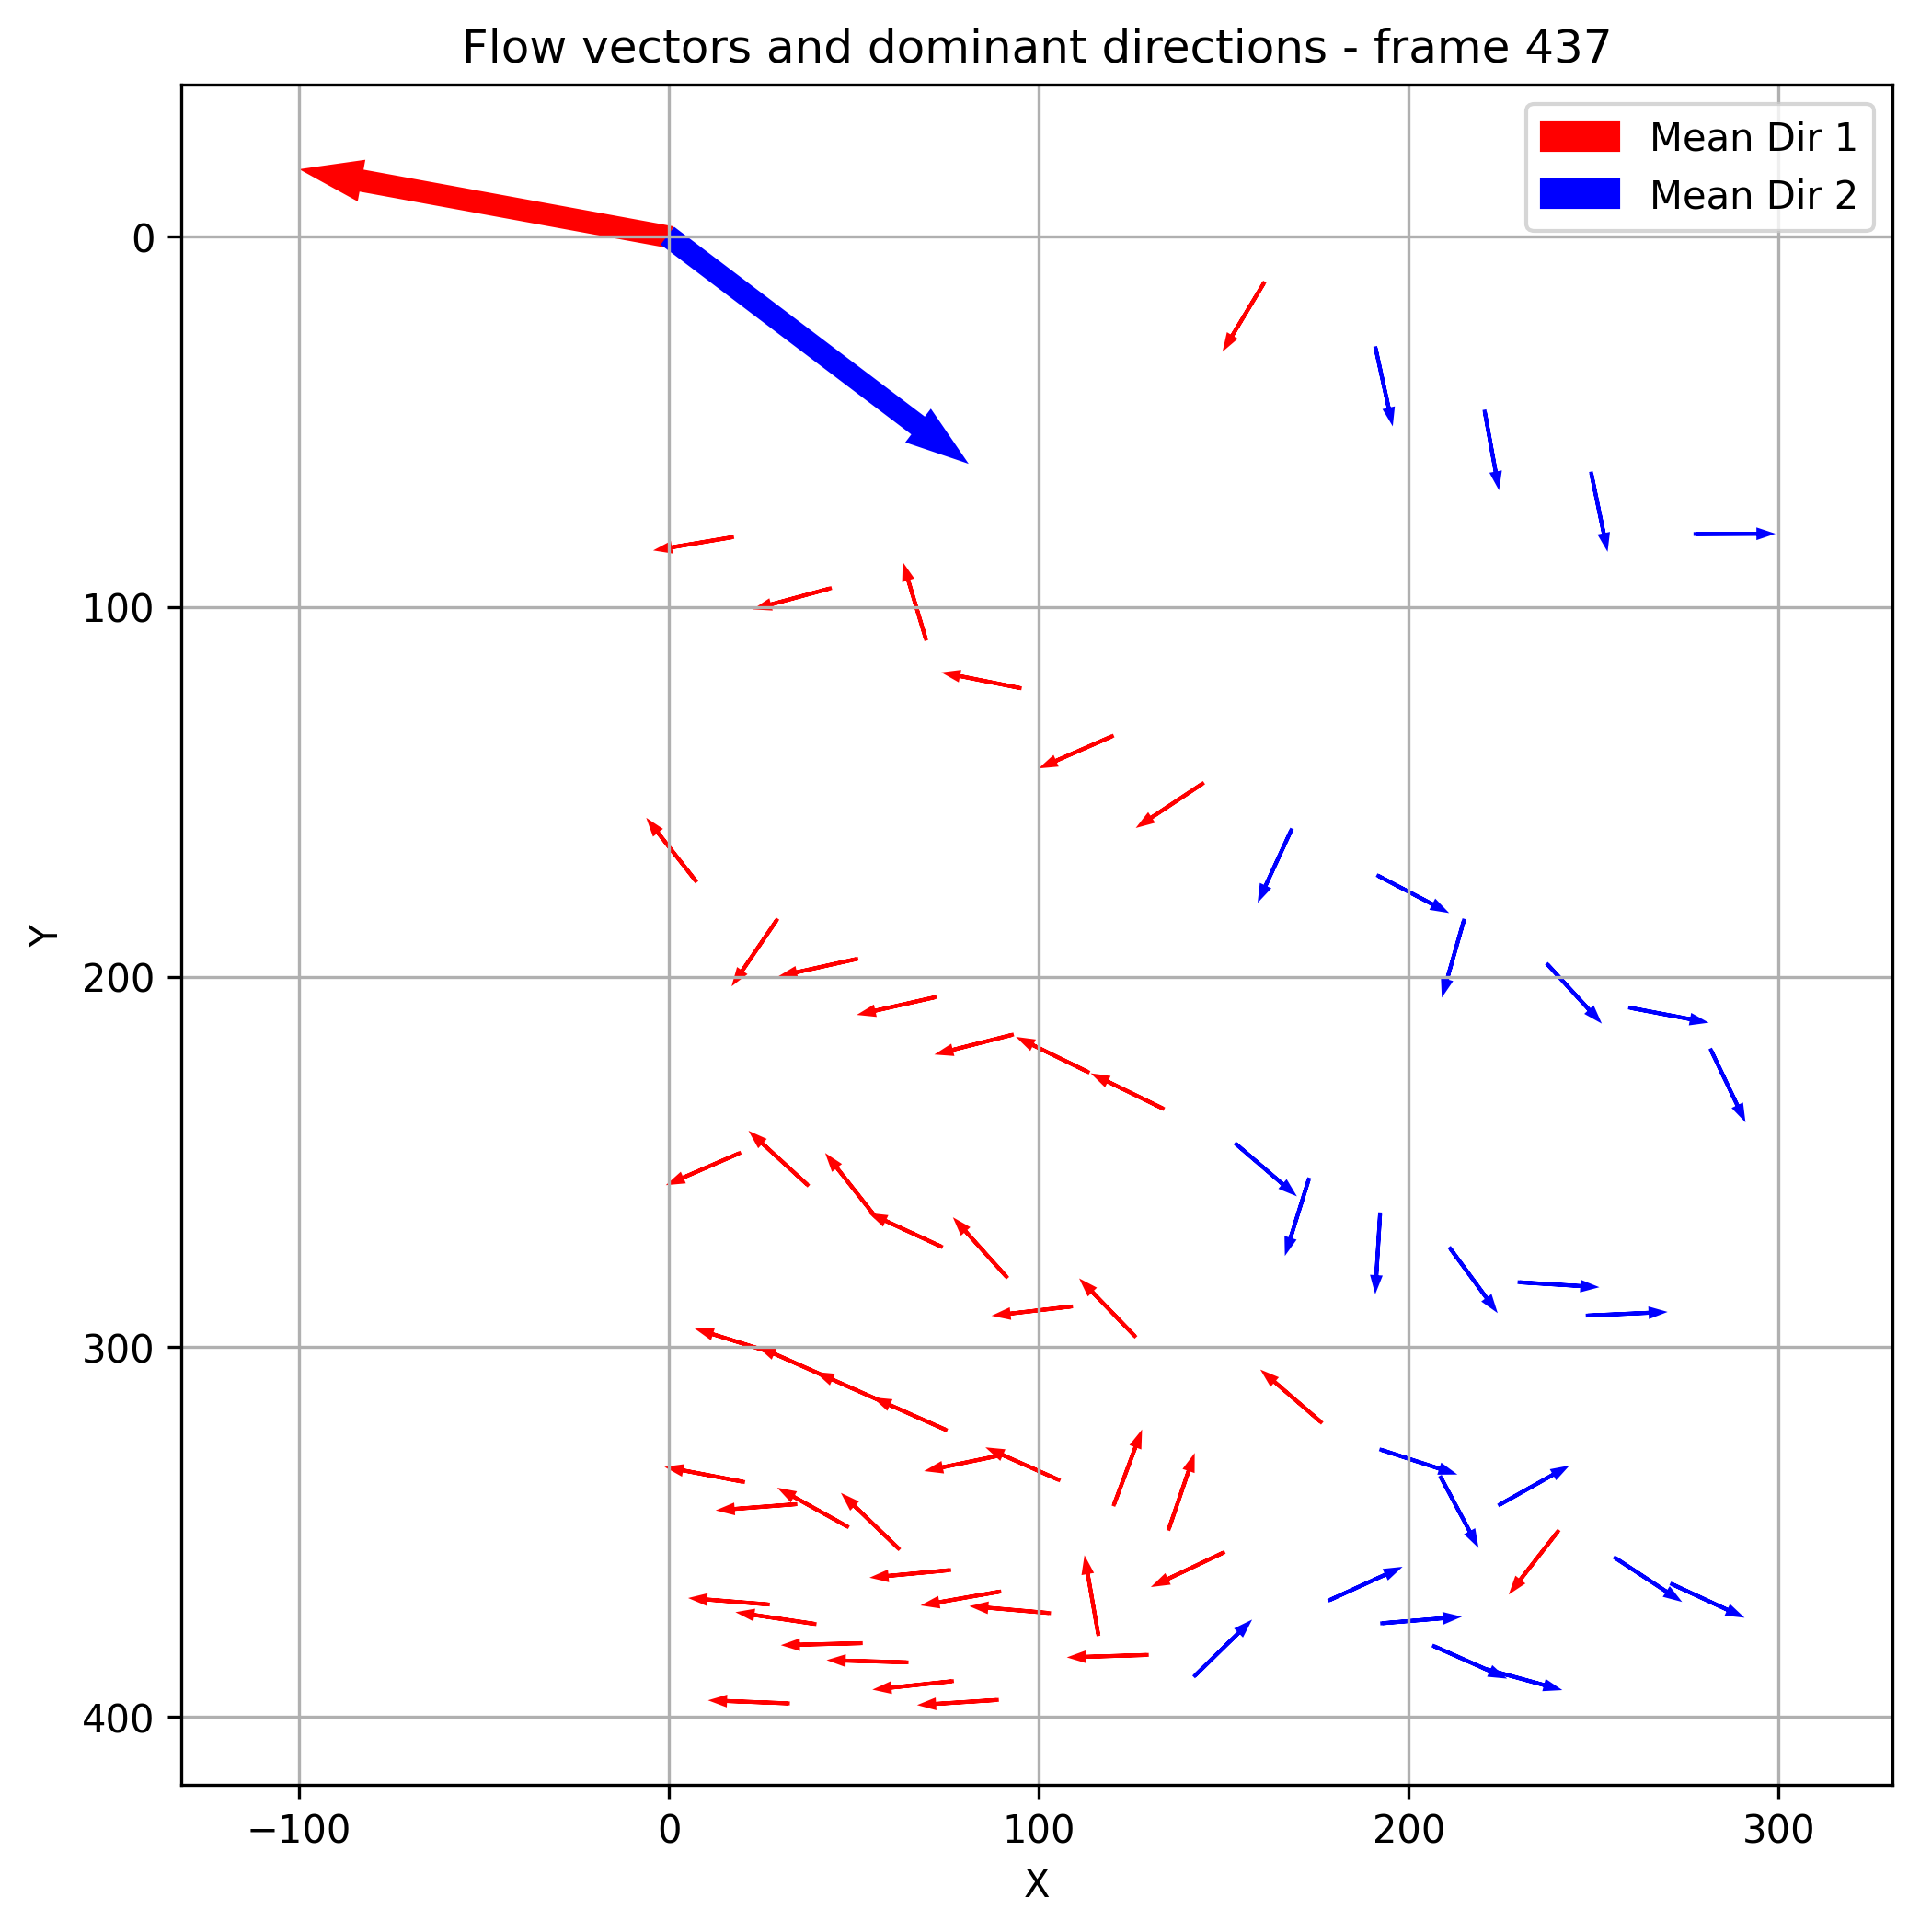 Flow vectors and dominant directions - frame 437
Mean Dir 1
Mean Dir 2
0
100
200
300
400
Y
−100
0
100
200
300
X